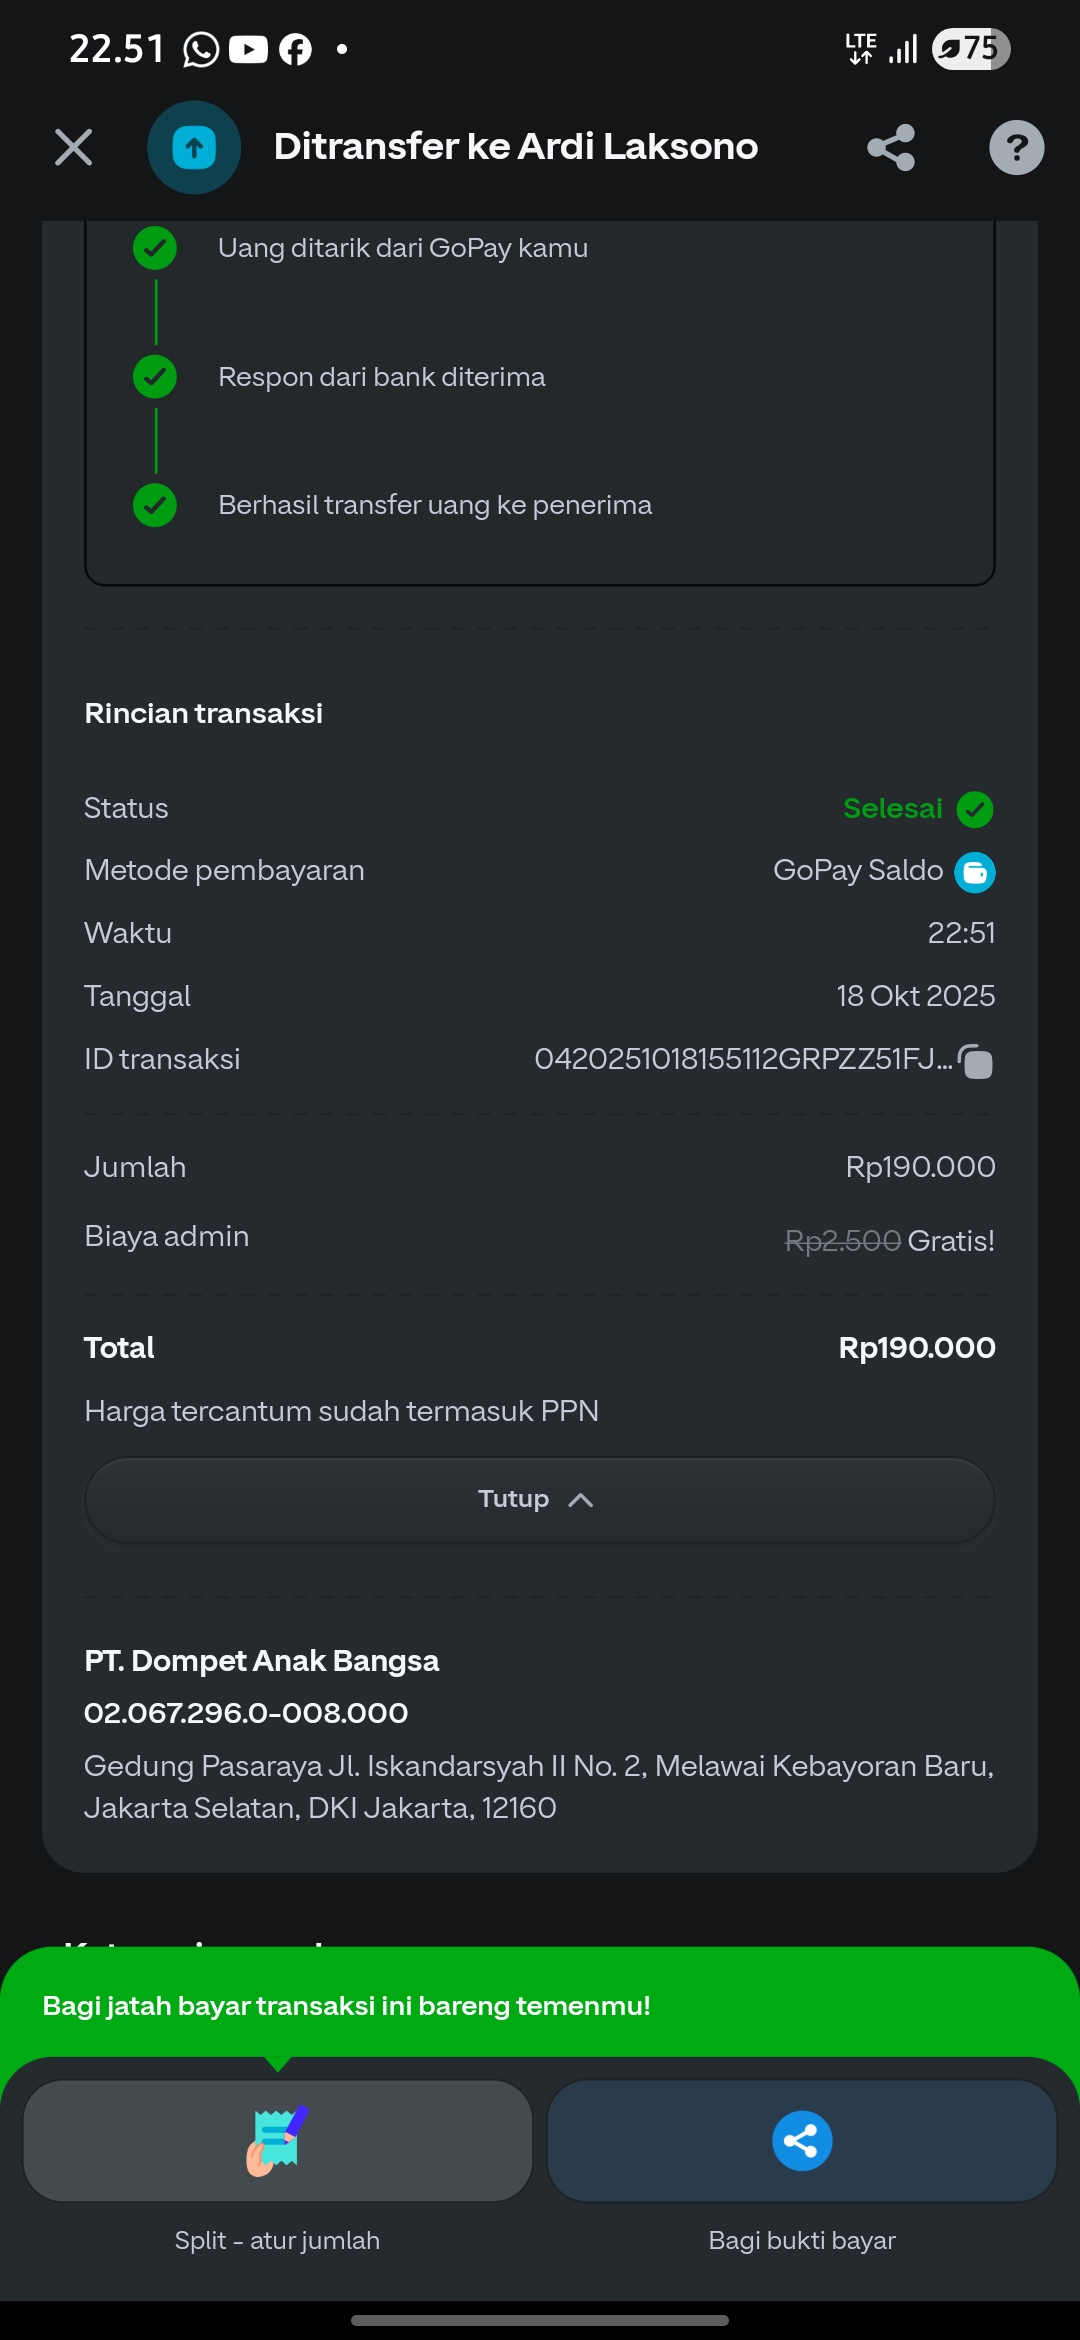 22.51
LTE
75
Ditransfer ke Ardi Laksono
?
Uang ditarik dari GoPay kamu
Respon dari bank diterima
Berhasil transfer uang ke penerima
Rincian transaksi
Status Selesai
Metode pembayaran GoPay Saldo
Waktu 22:51
Tanggal 18 Okt 2025
ID transaksi 0420251018155112GRPZZ51FJ...
Jumlah Rp190.000
Biaya admin Rp2.500 Gratis!
Total Rp190.000
Harga tercantum sudah termasuk PPN
Tutup
PT. Dompet Anak Bangsa
02.067.296.0-008.000
Gedung Pasaraya Jl. Iskandarsyah II No. 2, Melawai Kebayoran Baru,
Jakarta Selatan, DKI Jakarta, 12160
Bagi jatah bayar transaksi ini bareng temenmu!
Split - atur jumlah
Bagi bukti bayar